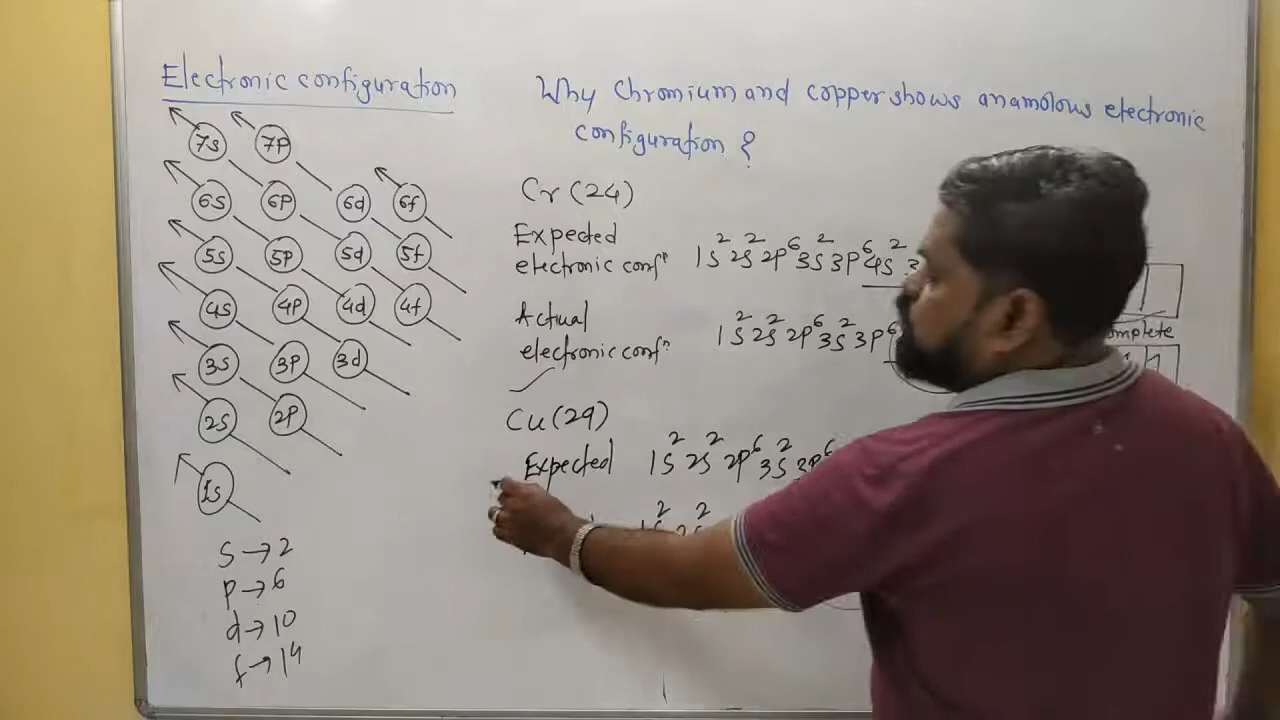 Electronic configuration
7s 7p
6s 6p 6d 6f
5s 5p 5d 5f
4s 4p 4d 4f
3s 3p 3d
2s 2p
1s
s → 2
p → 6
d → 10
f → 14
Why Chromium and copper shows anamolous electronic
configuration ?
Cr (24)
Expected
electronic confⁿ 1s² 2s² 2p⁶ 3s² 3p⁶ 4s²
Actual
electronic confⁿ 1s² 2s² 2p⁶ 3s² 3p⁶
Cu (29)
Expected 1s² 2s² 2p⁶ 3s² 3p⁶